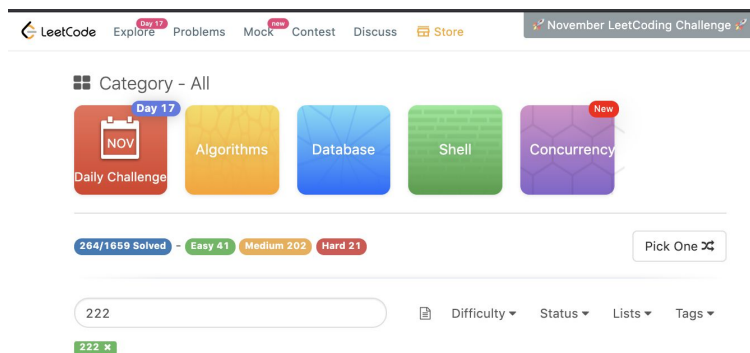 LeetCode Explore Day 17 Problems Mock new Contest Discuss Store 🚀 November LeetCoding Challenge 🚀
Category - All
Day 17
New
NOV
Daily Challenge
Algorithms
Database
Shell
Concurrency
264/1659 Solved - Easy 41 Medium 202 Hard 21
Pick One
222 Difficulty Status Lists Tags
222 ×